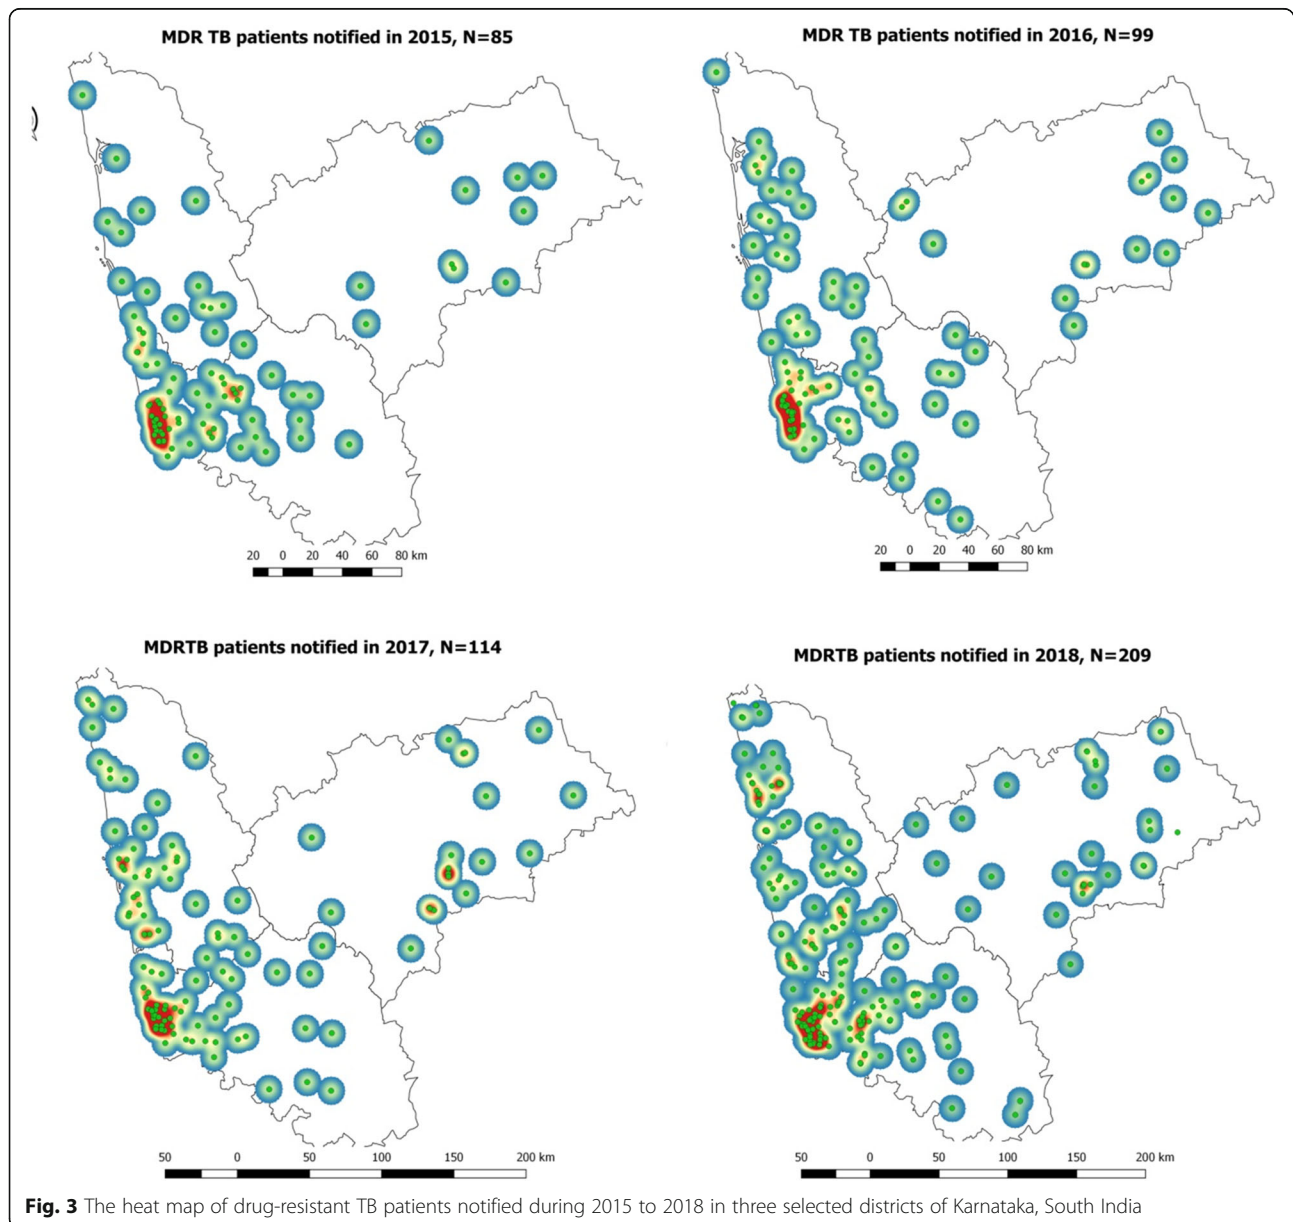 MDR TB patients notified in 2015, N=85
MDR TB patients notified in 2016, N=99
20 0 20 40 60 80 km
20 0 20 40 60 80 km
MDRTB patients notified in 2017, N=114
MDRTB patients notified in 2018, N=209
50 0 50 100 150 200 km
50 0 50 100 150 200 km
Fig. 3 The heat map of drug-resistant TB patients notified during 2015 to 2018 in three selected districts of Karnataka, South India